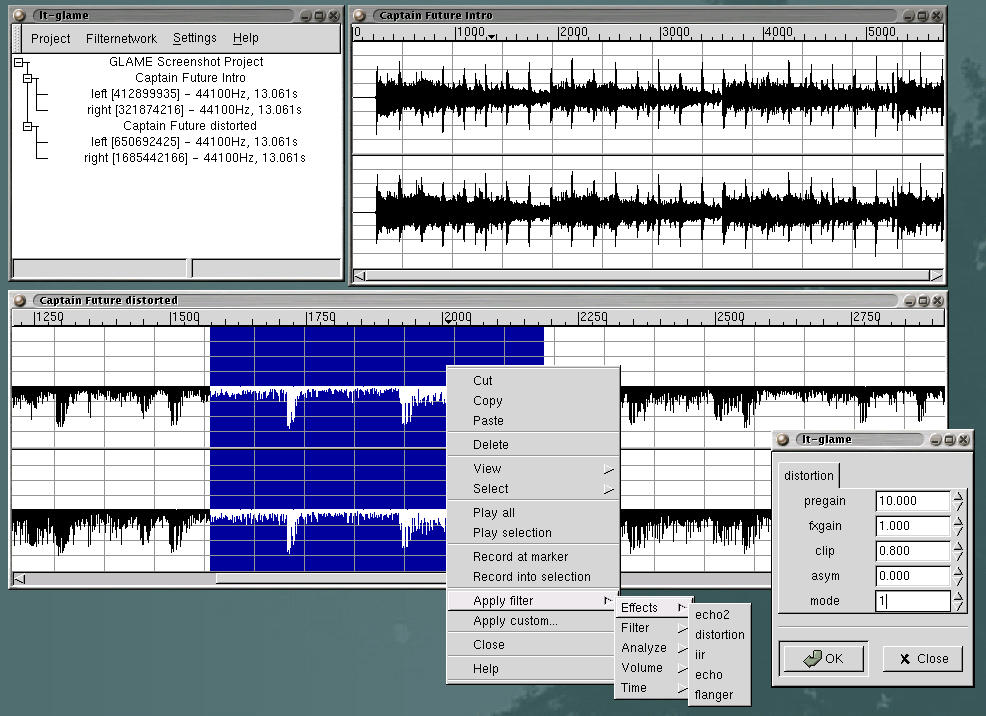 lt-glame
Project Filternetwork Settings Help
GLAME Screenshot Project
Captain Future Intro
left [412899935] - 44100Hz, 13.061s
right [321874216] - 44100Hz, 13.061s
Captain Future distorted
left [650692425] - 44100Hz, 13.061s
right [1685442166] - 44100Hz, 13.061s
Captain Future Intro
0 1000 2000 3000 4000 5000
Captain Future distorted
1250 1500 1750 2000 2250 2500 2750
Cut
Copy
Paste
Delete
View
Select
Play all
Play selection
Record at marker
Record into selection
Apply filter
Apply custom...
Close
Help
Effects
Filter
Analyze
Volume
Time
echo2
distortion
iir
echo
flanger
lt-glame
distortion
pregain 10.000
fxgain 1.000
clip 0.800
asym 0.000
mode 1
OK Close